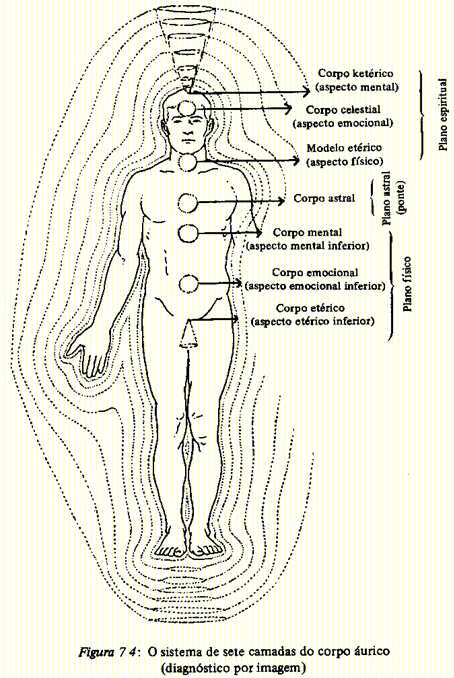 Corpo ketérico
(aspecto mental)
Corpo celestial
(aspecto emocional)
Modelo etérico
(aspecto físico)
Plano espiritual
Corpo astral
Plano astral
(ponte)
Corpo mental
(aspecto mental inferior)
Corpo emocional
(aspecto emocional inferior)
Corpo etérico
(aspecto etérico inferior)
Plano físico
Figura 7 4: O sistema de sete camadas do corpo áurico
(diagnóstico por imagem)